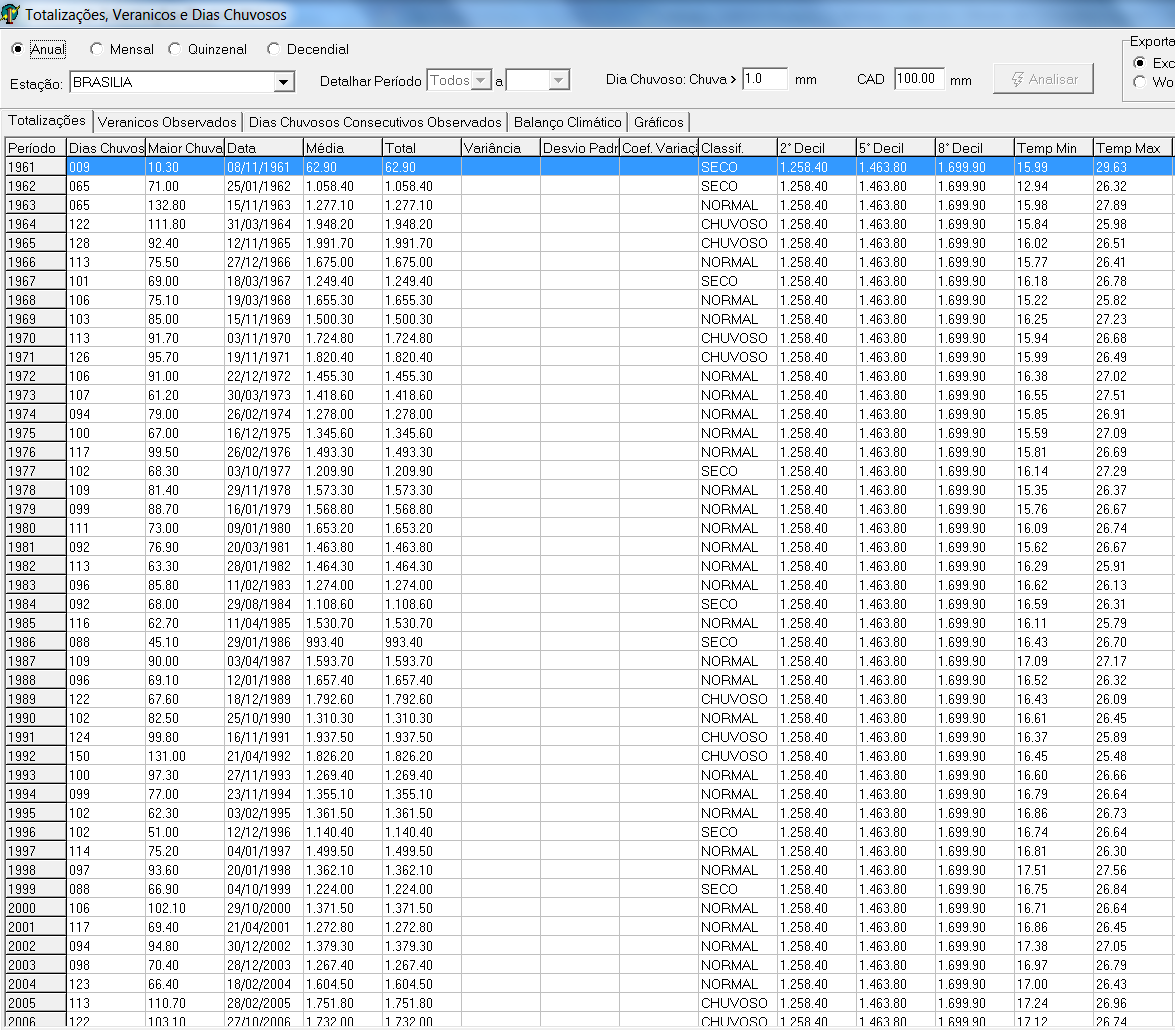 Totalizações, Veranicos e Dias Chuvosos
Anual Mensal Quinzenal Decendial Exporta
Estação: BRASILIA Detalhar Período Todos a Dia Chuvoso: Chuva > 1.0 mm CAD 100.00 mm Analisar Exc
Wo
Totalizações Veranicos Observados Dias Chuvosos Consecutivos Observados Balanço Climático Gráficos
Período Dias Chuvos Maior Chuva Data Média Total Variância Desvio Padr Coef. Variaçã Classif. 2° Decil 5° Decil 8° Decil Temp Min Temp Max
1961 009 10.30 08/11/1961 62.90 62.90 SECO 1.258.40 1.463.80 1.699.90 15.99 29.63
1962 065 71.00 25/01/1962 1.058.40 1.058.40 SECO 1.258.40 1.463.80 1.699.90 12.94 26.32
1963 065 132.80 15/11/1963 1.277.10 1.277.10 NORMAL 1.258.40 1.463.80 1.699.90 15.98 27.89
1964 122 111.80 31/03/1964 1.948.20 1.948.20 CHUVOSO 1.258.40 1.463.80 1.699.90 15.84 25.98
1965 128 92.40 12/11/1965 1.991.70 1.991.70 CHUVOSO 1.258.40 1.463.80 1.699.90 16.02 26.51
1966 113 75.50 27/12/1966 1.675.00 1.675.00 NORMAL 1.258.40 1.463.80 1.699.90 15.77 26.41
1967 101 69.00 18/03/1967 1.249.40 1.249.40 SECO 1.258.40 1.463.80 1.699.90 16.18 26.78
1968 106 75.10 19/03/1968 1.655.30 1.655.30 NORMAL 1.258.40 1.463.80 1.699.90 15.22 25.82
1969 103 85.00 15/11/1969 1.500.30 1.500.30 NORMAL 1.258.40 1.463.80 1.699.90 16.25 27.23
1970 113 91.70 03/11/1970 1.724.80 1.724.80 CHUVOSO 1.258.40 1.463.80 1.699.90 15.94 26.68
1971 126 95.70 19/11/1971 1.820.40 1.820.40 CHUVOSO 1.258.40 1.463.80 1.699.90 15.99 26.49
1972 106 91.00 22/12/1972 1.455.30 1.455.30 NORMAL 1.258.40 1.463.80 1.699.90 16.38 27.02
1973 107 61.20 30/03/1973 1.418.60 1.418.60 NORMAL 1.258.40 1.463.80 1.699.90 16.55 27.51
1974 094 79.00 26/02/1974 1.278.00 1.278.00 NORMAL 1.258.40 1.463.80 1.699.90 15.85 26.91
1975 100 67.00 16/12/1975 1.345.60 1.345.60 NORMAL 1.258.40 1.463.80 1.699.90 15.59 27.09
1976 117 99.50 26/02/1976 1.493.30 1.493.30 NORMAL 1.258.40 1.463.80 1.699.90 15.81 26.69
1977 102 68.30 03/10/1977 1.209.90 1.209.90 SECO 1.258.40 1.463.80 1.699.90 16.14 27.29
1978 109 81.40 29/11/1978 1.573.30 1.573.30 NORMAL 1.258.40 1.463.80 1.699.90 15.35 26.37
1979 099 88.70 16/01/1979 1.568.80 1.568.80 NORMAL 1.258.40 1.463.80 1.699.90 15.76 26.67
1980 111 73.00 09/01/1980 1.653.20 1.653.20 NORMAL 1.258.40 1.463.80 1.699.90 16.09 26.74
1981 092 76.90 20/03/1981 1.463.80 1.463.80 NORMAL 1.258.40 1.463.80 1.699.90 15.62 26.67
1982 113 63.30 28/01/1982 1.464.30 1.464.30 NORMAL 1.258.40 1.463.80 1.699.90 16.29 25.91
1983 096 85.80 11/02/1983 1.274.00 1.274.00 NORMAL 1.258.40 1.463.80 1.699.90 16.62 26.13
1984 092 68.00 29/08/1984 1.108.60 1.108.60 SECO 1.258.40 1.463.80 1.699.90 16.59 26.31
1985 116 62.70 11/04/1985 1.530.70 1.530.70 NORMAL 1.258.40 1.463.80 1.699.90 16.11 25.79
1986 088 45.10 29/01/1986 993.40 993.40 SECO 1.258.40 1.463.80 1.699.90 16.43 26.70
1987 109 90.00 03/04/1987 1.593.70 1.593.70 NORMAL 1.258.40 1.463.80 1.699.90 17.09 27.17
1988 096 69.10 12/01/1988 1.657.40 1.657.40 NORMAL 1.258.40 1.463.80 1.699.90 16.52 26.32
1989 122 67.60 18/12/1989 1.792.60 1.792.60 CHUVOSO 1.258.40 1.463.80 1.699.90 16.43 26.09
1990 102 82.50 25/10/1990 1.310.30 1.310.30 NORMAL 1.258.40 1.463.80 1.699.90 16.61 26.45
1991 124 99.80 16/11/1991 1.937.50 1.937.50 CHUVOSO 1.258.40 1.463.80 1.699.90 16.37 25.89
1992 150 131.00 21/04/1992 1.826.20 1.826.20 CHUVOSO 1.258.40 1.463.80 1.699.90 16.45 25.48
1993 100 97.30 27/11/1993 1.269.40 1.269.40 NORMAL 1.258.40 1.463.80 1.699.90 16.60 26.66
1994 099 77.00 23/11/1994 1.355.10 1.355.10 NORMAL 1.258.40 1.463.80 1.699.90 16.79 26.64
1995 102 62.30 03/02/1995 1.361.50 1.361.50 NORMAL 1.258.40 1.463.80 1.699.90 16.86 26.73
1996 102 51.00 12/12/1996 1.140.40 1.140.40 SECO 1.258.40 1.463.80 1.699.90 16.74 26.64
1997 114 75.20 04/01/1997 1.499.50 1.499.50 NORMAL 1.258.40 1.463.80 1.699.90 16.81 26.30
1998 097 93.60 20/01/1998 1.362.10 1.362.10 NORMAL 1.258.40 1.463.80 1.699.90 17.51 27.56
1999 088 66.90 04/10/1999 1.224.00 1.224.00 SECO 1.258.40 1.463.80 1.699.90 16.75 26.84
2000 106 102.10 29/10/2000 1.371.50 1.371.50 NORMAL 1.258.40 1.463.80 1.699.90 16.71 26.64
2001 117 69.40 21/04/2001 1.272.80 1.272.80 NORMAL 1.258.40 1.463.80 1.699.90 16.86 26.45
2002 094 94.80 30/12/2002 1.379.30 1.379.30 NORMAL 1.258.40 1.463.80 1.699.90 17.38 27.05
2003 098 70.40 28/12/2003 1.267.40 1.267.40 NORMAL 1.258.40 1.463.80 1.699.90 16.97 26.79
2004 123 66.40 18/02/2004 1.604.50 1.604.50 NORMAL 1.258.40 1.463.80 1.699.90 17.00 26.43
2005 113 110.70 28/02/2005 1.751.80 1.751.80 CHUVOSO 1.258.40 1.463.80 1.699.90 17.24 26.96
2006 122 103.10 27/10/2006 1.732.00 1.732.00 CHUVOSO 1.258.40 1.463.80 1.699.90 17.12 26.74